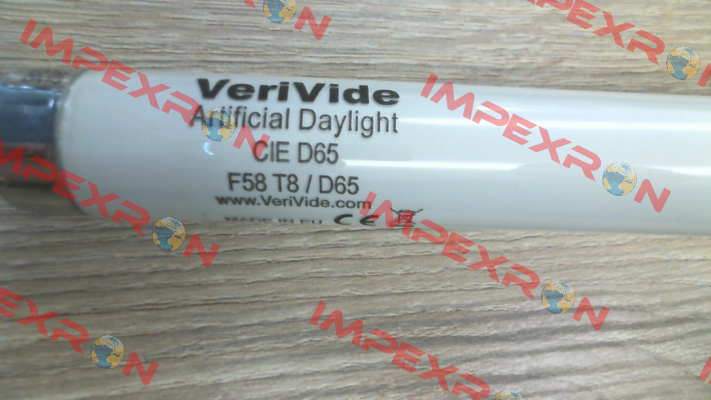 VeriVide
Artificial Daylight
CIE D65
F58 T8 / D65
www.VeriVide.com
MADE IN EU CE
IMPEXRON
IMPEXRON
IMPEXRON
IMPEXRON
IMPEXRON
IMPEXRON
IMPEXRON